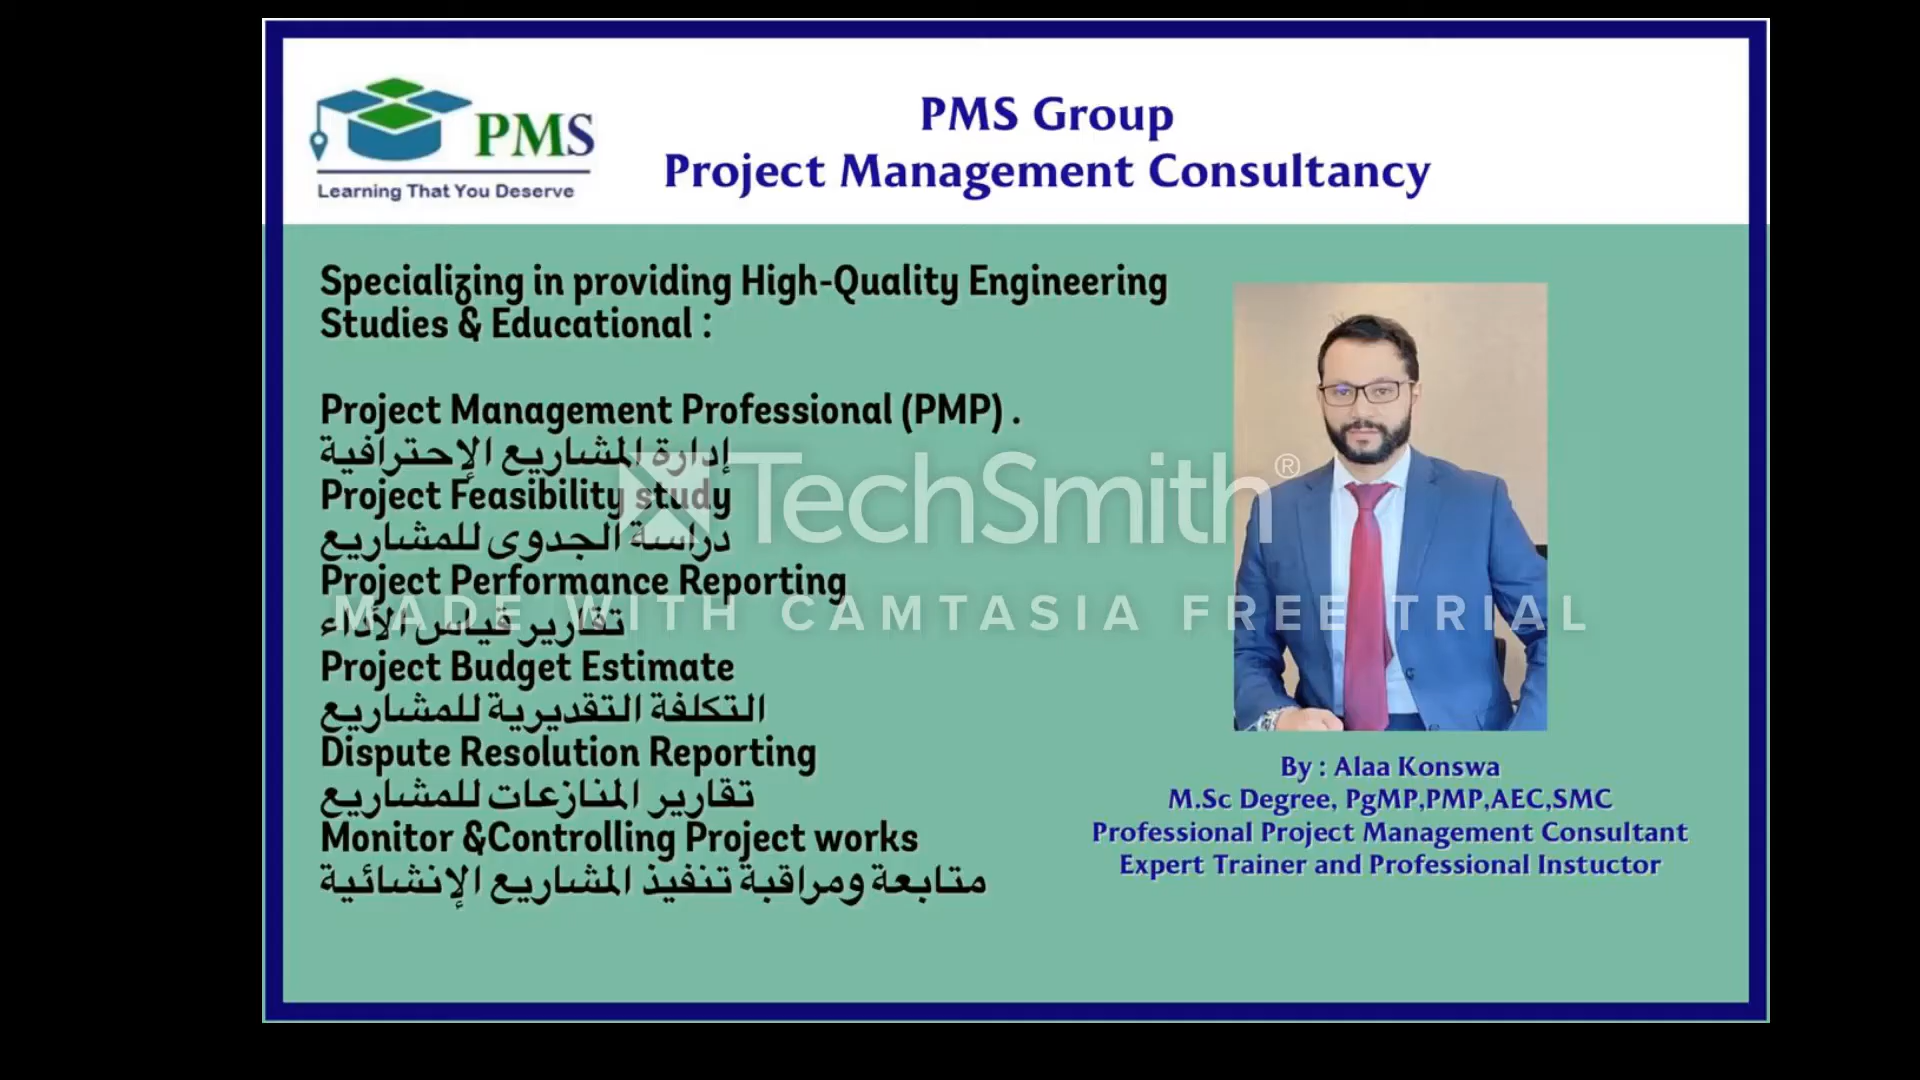 PMS
Learning That You Deserve
PMS Group
Project Management Consultancy
Specializing in providing High-Quality Engineering
Studies & Educational :
Project Management Professional (PMP) .
إدارة المشاريع الإحترافية
Project Feasibility study
دراسة الجدوى للمشاريع
Project Performance Reporting
تقارير قياس الأداء
Project Budget Estimate
التكلفة التقديرية للمشاريع
Dispute Resolution Reporting
تقارير المنازعات للمشاريع
Monitor &Controlling Project works
متابعة ومراقبة تنفيذ المشاريع الإنشائية
By : Alaa Konswa
M.Sc Degree, PgMP,PMP,AEC,SMC
Professional Project Management Consultant
Expert Trainer and Professional Instuctor
TechSmith®
MADE WITH CAMTASIA FREE TRIAL